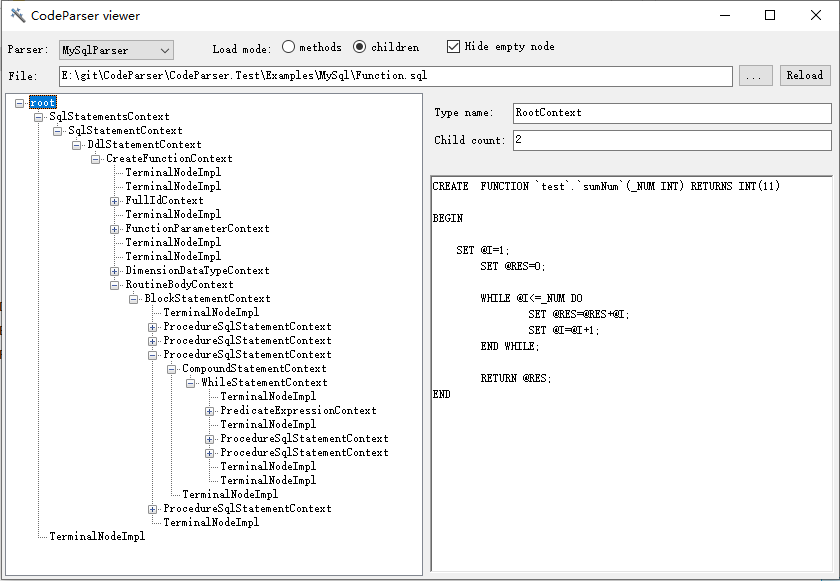 CodeParser viewer
Parser: MySqlParser Load mode: methods children Hide empty node
File: E:\git\CodeParser\CodeParser.Test\Examples\MySql\Function.sql ... Reload
root
SqlStatementsContext
SqlStatementContext
DdlStatementContext
CreateFunctionContext
TerminalNodeImpl
TerminalNodeImpl
FullIdContext
TerminalNodeImpl
FunctionParameterContext
TerminalNodeImpl
TerminalNodeImpl
DimensionDataTypeContext
RoutineBodyContext
BlockStatementContext
TerminalNodeImpl
ProcedureSqlStatementContext
ProcedureSqlStatementContext
ProcedureSqlStatementContext
CompoundStatementContext
WhileStatementContext
TerminalNodeImpl
PredicateExpressionContext
TerminalNodeImpl
ProcedureSqlStatementContext
ProcedureSqlStatementContext
TerminalNodeImpl
TerminalNodeImpl
TerminalNodeImpl
ProcedureSqlStatementContext
TerminalNodeImpl
TerminalNodeImpl
Type name: RootContext
Child count: 2
CREATE  FUNCTION `test`.`sumNum`(_NUM INT) RETURNS INT(11)
BEGIN
SET @I=1;
SET @RES=0;
WHILE @I<=_NUM DO
SET @RES=@RES+@I;
SET @I=@I+1;
END WHILE;
RETURN @RES;
END